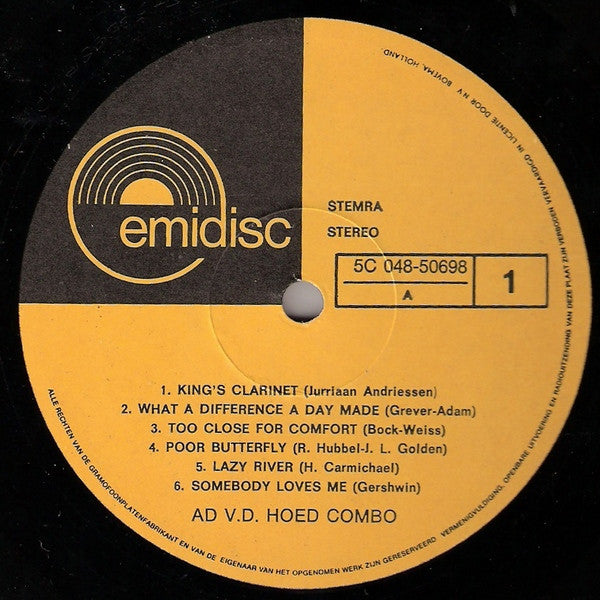 emidisc
STEMRA
STEREO
5C 048-50698
A
1
1. KING'S CLARINET (Jurriaan Andriessen)
2. WHAT A DIFFERENCE A DAY MADE (Grever-Adam)
3. TOO CLOSE FOR COMFORT (Bock-Weiss)
4. POOR BUTTERFLY (R. Hubbel-J. L. Golden)
5. LAZY RIVER (H. Carmichael)
6. SOMEBODY LOVES ME (Gershwin)
AD V.D. HOED COMBO
ALLE RECHTEN VAN DE GRAMOFOONPLATENFABRIKANT EN VAN DE EIGENAAR VAN HET OPGENOMEN WERK ZIJN GERESERVEERD. VERMENIGVULDIGING, OPENBARE UITVOERING EN RADIOUITZENDING VAN DEZE PLAAT ZIJN VERBODEN VERVAARDIGD IN LICENTIE DOOR N.V. BOVEMA, HOLLAND.